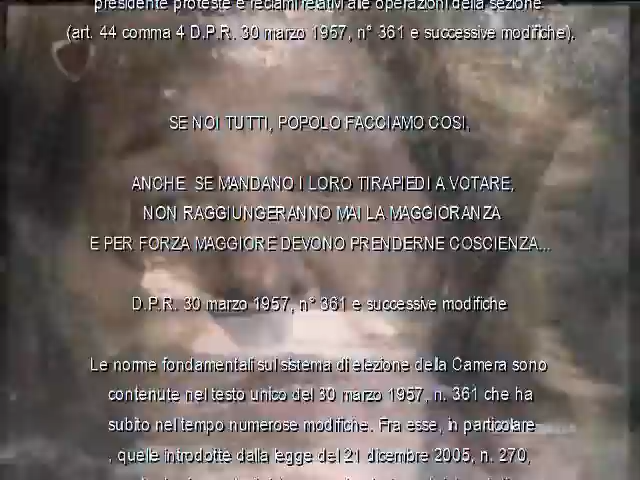 presidente proteste e reclami relativi alle operazioni della sezione
(art. 44 comma 4 D.P.R. 30 marzo 1957, n° 361 e successive modifiche).
SE NOI TUTTI, POPOLO FACCIAMO COSI,
ANCHE SE MANDANO I LORO TIRAPIEDI A VOTARE,
NON RAGGIUNGERANNO MAI LA MAGGIORANZA
E PER FORZA MAGGIORE DEVONO PRENDERNE COSCIENZA...
D.P.R. 30 marzo 1957, n° 361 e successive modifiche
Le norme fondamentali sul sistema di elezione della Camera sono
contenute nel testo unico del 30 marzo 1957, n. 361 che ha
subito nel tempo numerose modifiche. Fra esse, in particolare
, quelle introdotte dalla legge del 21 dicembre 2005, n. 270,